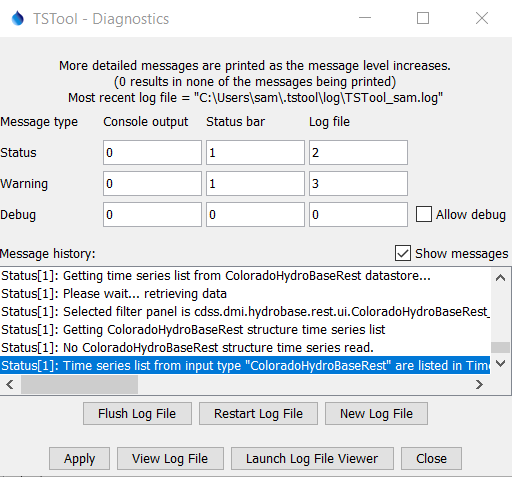 TSTool - Diagnostics
More detailed messages are printed as the message level increases.
(0 results in none of the messages being printed)
Most recent log file = "C:\Users\sam\.tstool\log\TSTool_sam.log"
Message type Console output Status bar Log file
Status 0 1 2
Warning 0 1 3
Debug 0 0 0 Allow debug
Message history: Show messages
Status[1]: Getting time series list from ColoradoHydroBaseRest datastore...
Status[1]: Please wait... retrieving data
Status[1]: Selected filter panel is cdss.dmi.hydrobase.rest.ui.ColoradoHydroBaseRest_
Status[1]: Getting ColoradoHydroBaseRest structure time series list
Status[1]: No ColoradoHydroBaseRest structure time series read.
Status[1]: Time series list from input type "ColoradoHydroBaseRest" are listed in Time
Flush Log File Restart Log File New Log File
Apply View Log File Launch Log File Viewer Close